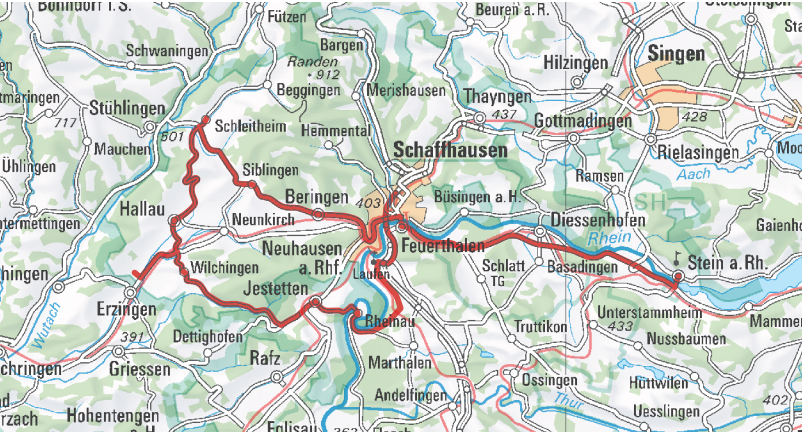 Bonndorf i. S.
Fützen
Beuren a. R.
Schwaningen
Bargen
Randen
912
Hilzingen
Singen
Beggingen
Merishausen
Stühlingen
717
Thayngen
437
428
Schleitheim
Hemmental
Gottmadingen
501
Mauchen
Schaffhausen
Rielasingen
Ühlingen
Siblingen
Ramsen
Aach
Beringen
403
Büsingen a. H.
SH
Hallau
Neunkirch
Diessenhofen
Neuhausen
a. Rhf.
Feuerthalen
Rhein
Wilchingen
Laufen
Schlatt
TG
Basadingen
Stein a. Rh.
Jestetten
Erzingen
Wutach
Rheinau
Unterstammheim
433
Truttikon
391
Dettighofen
Nussbaumen
Griessen
Rafz
Marthalen
Ossingen
Hüttwilen
Andelfingen
Thur
402
Hohentengen
a. H.
Uesslingen
Eglisau